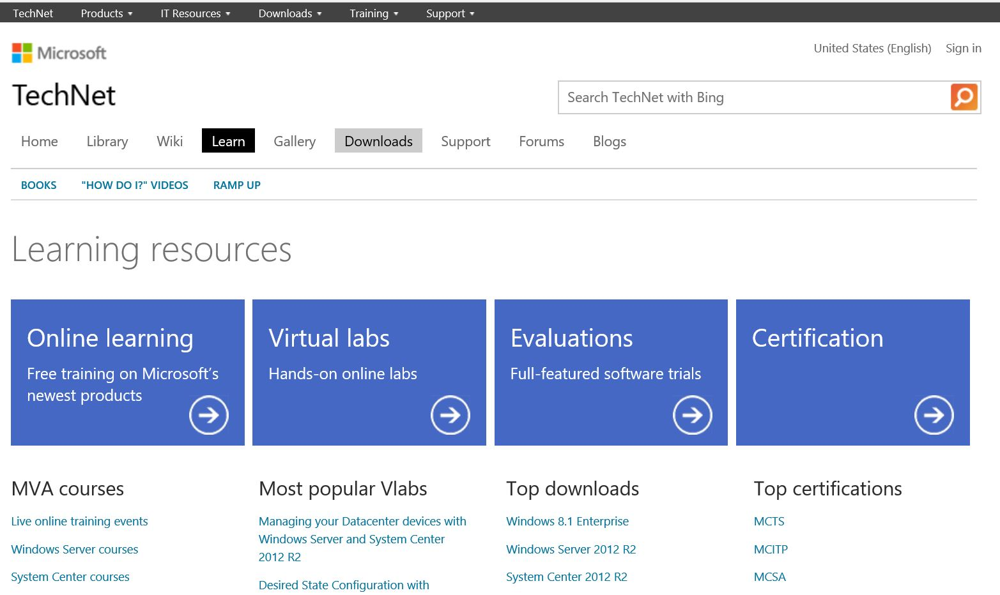 TechNet Products IT Resources Downloads Training Support
Microsoft
United States (English) Sign in
TechNet
Search TechNet with Bing
Home Library Wiki Learn Gallery Downloads Support Forums Blogs
BOOKS "HOW DO I?" VIDEOS RAMP UP
Learning resources
Online learning
Free training on Microsoft's
newest products
Virtual labs
Hands-on online labs
Evaluations
Full-featured software trials
Certification
MVA courses
Live online training events
Windows Server courses
System Center courses
Most popular Vlabs
Managing your Datacenter devices with
Windows Server and System Center
2012 R2
Desired State Configuration with
Top downloads
Windows 8.1 Enterprise
Windows Server 2012 R2
System Center 2012 R2
Top certifications
MCTS
MCITP
MCSA